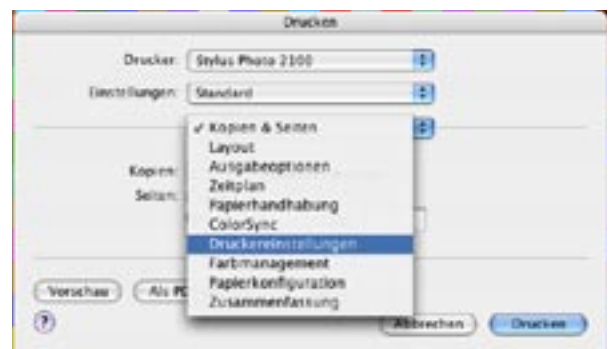 Drucken
Drucker: Stylus Photo 2100
Einstellungen: Standard
✓ Kopien & Seiten
Layout
Kopien:
Ausgabeoptionen
Zeitplan
Seiten:
Papierhandhabung
ColorSync
Druckereinstellungen
Farbmanagement
Papierkonfiguration
Zusammenfassung
Vorschau Als PD
? Abbrechen Drucken